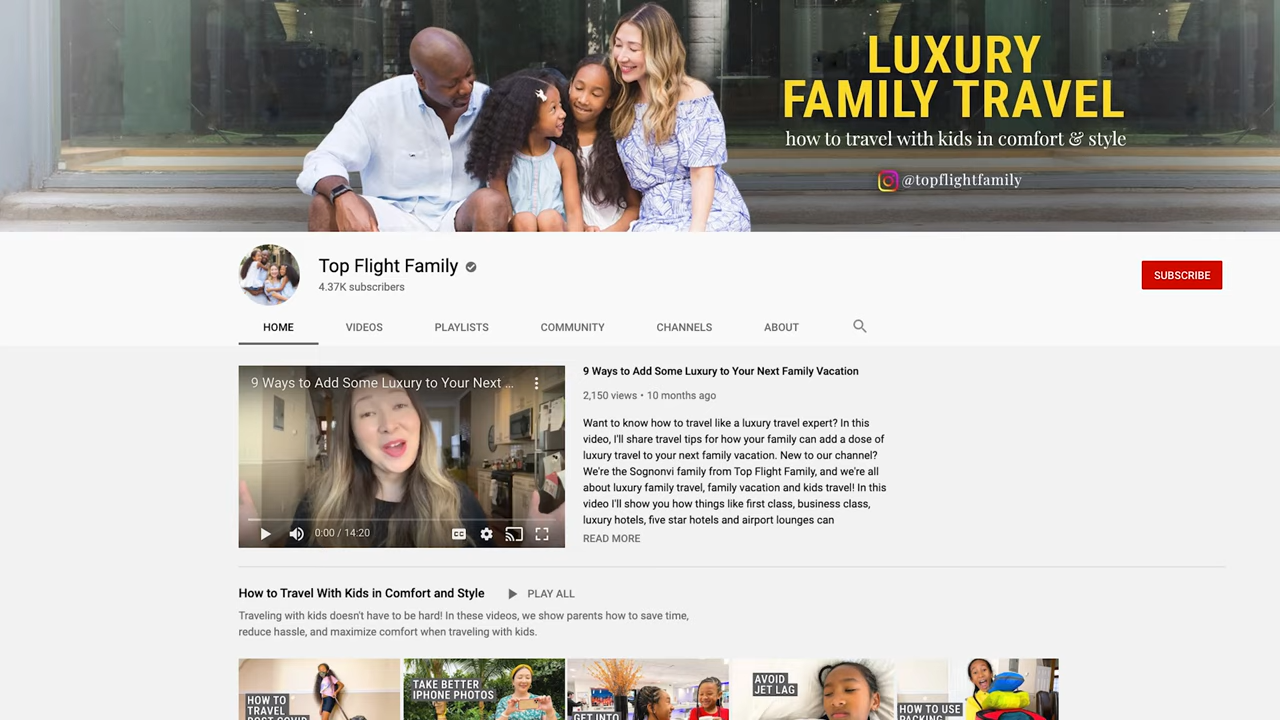 LUXURY
FAMILY TRAVEL
how to travel with kids in comfort & style
@topflightfamily
Top Flight Family
4.37K subscribers
SUBSCRIBE
HOME VIDEOS PLAYLISTS COMMUNITY CHANNELS ABOUT
9 Ways to Add Some Luxury to Your Next ...
0:00 / 14:20
CC
9 Ways to Add Some Luxury to Your Next Family Vacation
2,150 views • 10 months ago
Want to know how to travel like a luxury travel expert? In this
video, I'll share travel tips for how your family can add a dose of
luxury travel to your next family vacation. New to our channel?
We're the Sognonvi family from Top Flight Family, and we're all
about luxury family travel, family vacation and kids travel! In this
video I'll show you how things like first class, business class,
luxury hotels, five star hotels and airport lounges can
READ MORE
How to Travel With Kids in Comfort and Style PLAY ALL
Traveling with kids doesn't have to be hard! In these videos, we show parents how to save time,
reduce hassle, and maximize comfort when traveling with kids.
HOW TO
TRAVEL
POST COVID
TAKE BETTER
IPHONE PHOTOS
GET INTO
AVOID
JET LAG
HOW TO USE
PACKING